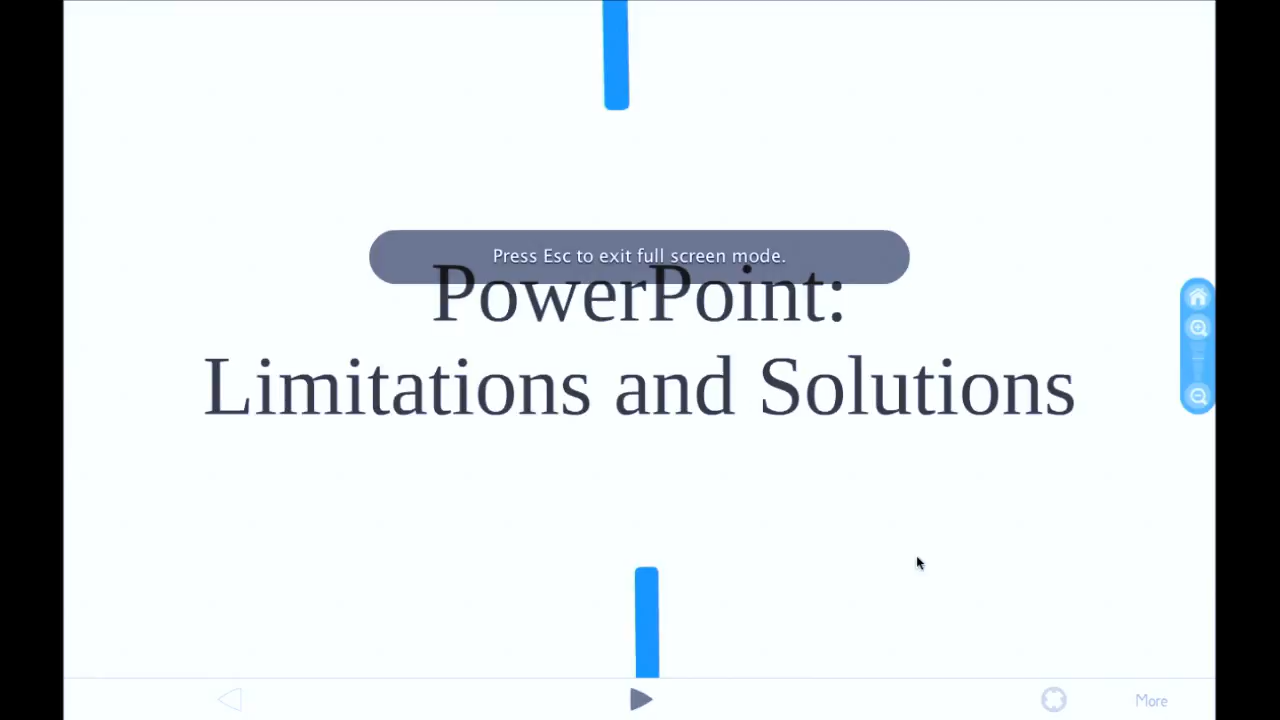 Press Esc to exit full screen mode.
PowerPoint:
Limitations and Solutions
More